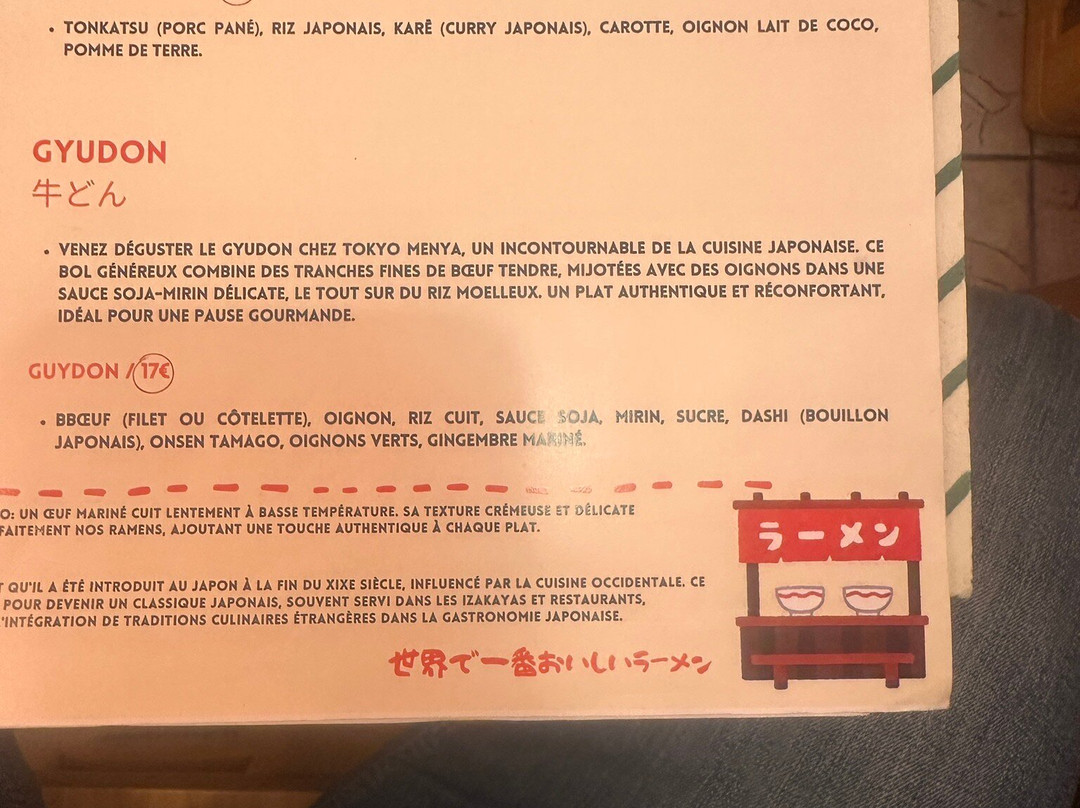 • TONKATSU (PORC PANÉ), RIZ JAPONAIS, KARÊ (CURRY JAPONAIS), CAROTTE, OIGNON LAIT DE COCO,
POMME DE TERRE.
GYUDON
牛どん
• VENEZ DÉGUSTER LE GYUDON CHEZ TOKYO MENYA, UN INCONTOURNABLE DE LA CUISINE JAPONAISE. CE
BOL GÉNÉREUX COMBINE DES TRANCHES FINES DE BŒUF TENDRE, MIJOTÉES AVEC DES OIGNONS DANS UNE
SAUCE SOJA-MIRIN DÉLICATE, LE TOUT SUR DU RIZ MOELLEUX. UN PLAT AUTHENTIQUE ET RÉCONFORTANT,
IDÉAL POUR UNE PAUSE GOURMANDE.
GUYDON / 17€
• BBŒUF (FILET OU CÔTELETTE), OIGNON, RIZ CUIT, SAUCE SOJA, MIRIN, SUCRE, DASHI (BOUILLON
JAPONAIS), ONSEN TAMAGO, OIGNONS VERTS, GINGEMBRE MARINÉ.
O: UN ŒUF MARINÉ CUIT LENTEMENT À BASSE TEMPÉRATURE. SA TEXTURE CRÉMEUSE ET DÉLICATE
FAITEMENT NOS RAMENS, AJOUTANT UNE TOUCHE AUTHENTIQUE À CHAQUE PLAT.
ラーメン
T QU'IL A ÉTÉ INTRODUIT AU JAPON À LA FIN DU XIXE SIÈCLE, INFLUENCÉ PAR LA CUISINE OCCIDENTALE. CE
POUR DEVENIR UN CLASSIQUE JAPONAIS, SOUVENT SERVI DANS LES IZAKAYAS ET RESTAURANTS,
'INTÉGRATION DE TRADITIONS CULINAIRES ÉTRANGÈRES DANS LA GASTRONOMIE JAPONAISE.
世界で一番おいしいラーメン